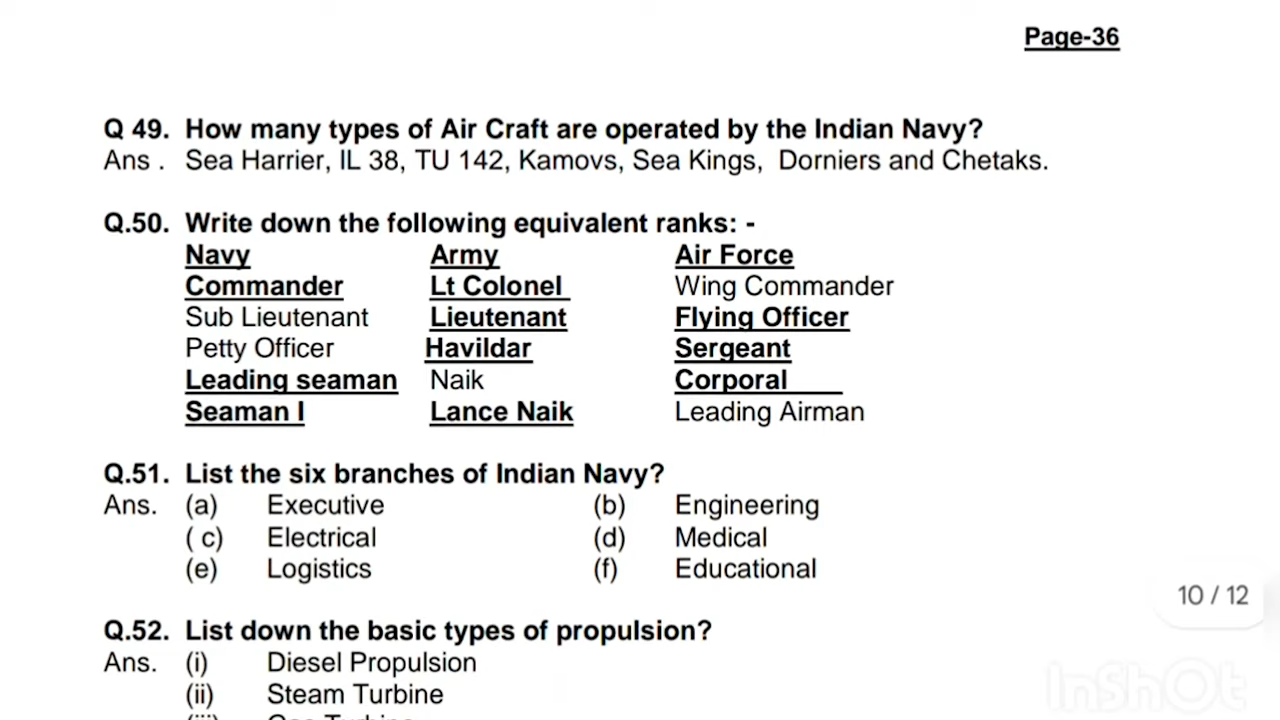 Page-36
Q 49. How many types of Air Craft are operated by the Indian Navy?
Ans . Sea Harrier, IL 38, TU 142, Kamovs, Sea Kings, Dorniers and Chetaks.
Q.50. Write down the following equivalent ranks: -
Navy Army Air Force
Commander Lt Colonel Wing Commander
Sub Lieutenant Lieutenant Flying Officer
Petty Officer Havildar Sergeant
Leading seaman Naik Corporal
Seaman I Lance Naik Leading Airman
Q.51. List the six branches of Indian Navy?
Ans. (a) Executive (b) Engineering
( c) Electrical (d) Medical
(e) Logistics (f) Educational
10 / 12
Q.52. List down the basic types of propulsion?
Ans. (i) Diesel Propulsion
(ii) Steam Turbine
InShOt